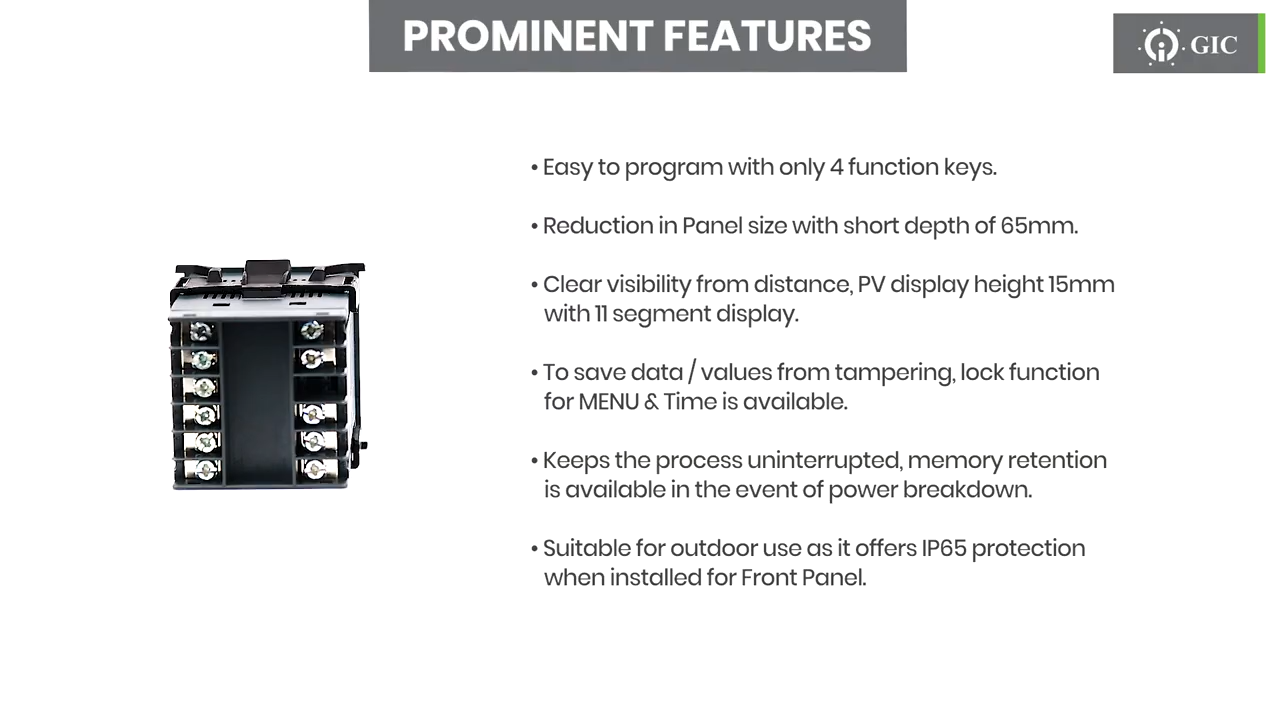 PROMINENT FEATURES
GIC
• Easy to program with only 4 function keys.
• Reduction in Panel size with short depth of 65mm.
• Clear visibility from distance, PV display height 15mm
with 11 segment display.
• To save data / values from tampering, lock function
for MENU & Time is available.
• Keeps the process uninterrupted, memory retention
is available in the event of power breakdown.
• Suitable for outdoor use as it offers IP65 protection
when installed for Front Panel.